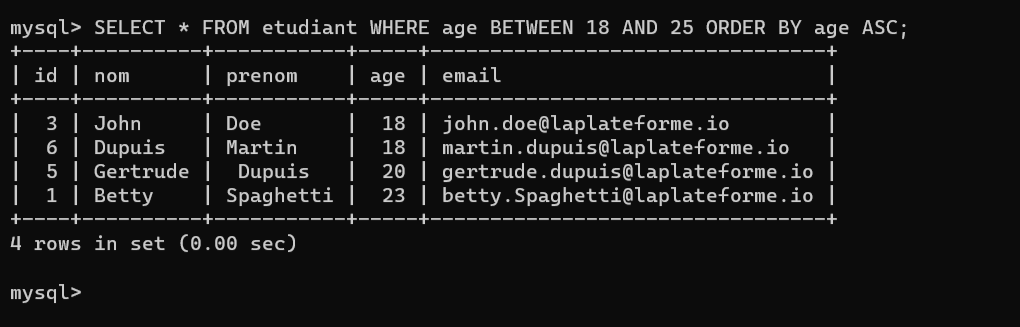 mysql> SELECT * FROM etudiant WHERE age BETWEEN 18 AND 25 ORDER BY age ASC;
+----+----------+-----------+-----+---------------------------------+
| id | nom      | prenom    | age | email                           |
+----+----------+-----------+-----+---------------------------------+
|  3 | John     | Doe       |  18 | john.doe@laplateforme.io        |
|  6 | Dupuis   | Martin    |  18 | martin.dupuis@laplateforme.io   |
|  5 | Gertrude |  Dupuis   |  20 | gertrude.dupuis@laplateforme.io |
|  1 | Betty    | Spaghetti |  23 | betty.Spaghetti@laplateforme.io |
+----+----------+-----------+-----+---------------------------------+
4 rows in set (0.00 sec)
mysql>